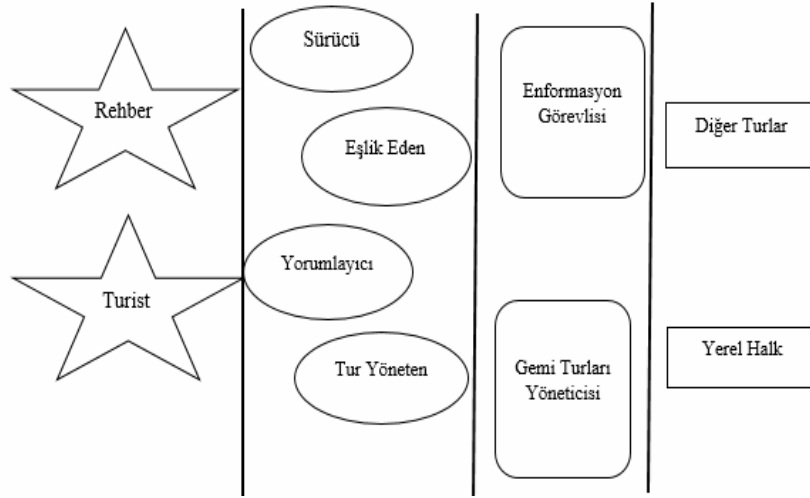 Rehber
Turist
Sürücü
Eşlik Eden
Yorumlayıcı
Tur Yöneten
Enformasyon
Görevlisi
Gemi Turları
Yöneticisi
Diğer Turlar
Yerel Halk